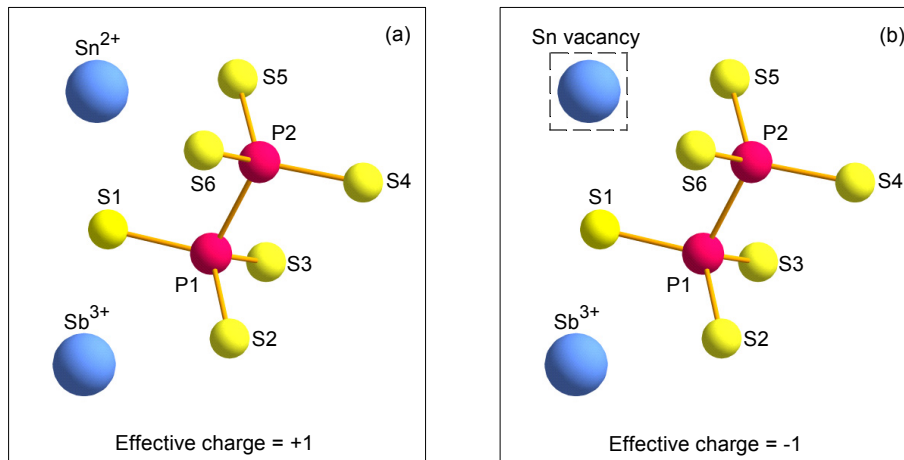 (a)
Sn2+
S5
P2
S6
S4
S1
S3
P1
Sb3+
S2
Effective charge = +1
(b)
Sn vacancy
S5
P2
S6
S4
S1
S3
P1
Sb3+
S2
Effective charge = -1